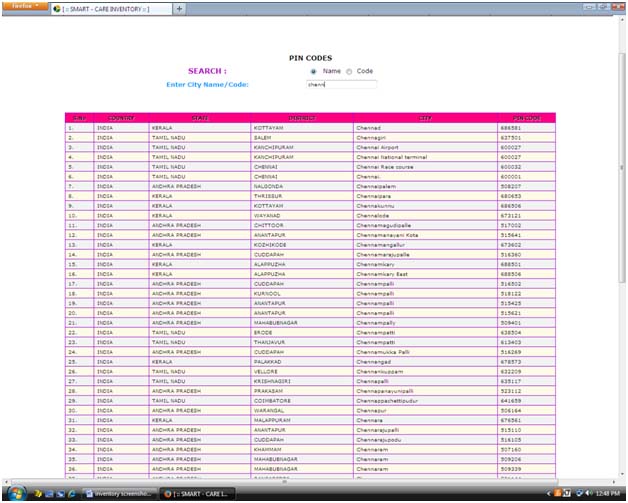 Firefox
[ :: SMART - CARE INVENTORY :: ]
PIN CODES
SEARCH : Name Code
Enter City Name/Code: chenn
S.No COUNTRY STATE DISTRICT CITY PIN CODE
1. INDIA KERALA KOTTAYAM Chennad 686581
2. INDIA TAMIL NADU SALEM Chennagiri 637501
3. INDIA TAMIL NADU KANCHIPURAM Chennai Airport 600027
4. INDIA TAMIL NADU KANCHIPURAM Chennai National terminal 600027
5. INDIA TAMIL NADU CHENNAI Chennai Race course 600032
6. INDIA TAMIL NADU CHENNAI Chennai. 600001
7. INDIA ANDHRA PRADESH NALGONDA Chennaipalem 508207
8. INDIA KERALA THRISSUR Chennaipara 680653
9. INDIA KERALA KOTTAYAM Chennakunnu 686506
10. INDIA KERALA WAYANAD Chennalode 673121
11. INDIA ANDHRA PRADESH CHITTOOR Chennamagudipalle 517002
12. INDIA ANDHRA PRADESH ANANTAPUR Chennamanayani Kota 515641
13. INDIA KERALA KOZHIKODE Chennamangallur 673602
14. INDIA ANDHRA PRADESH CUDDAPAH Chennamarajupalle 516360
15. INDIA KERALA ALAPPUZHA Chennamkary 688501
16. INDIA KERALA ALAPPUZHA Chennamkary East 688506
17. INDIA ANDHRA PRADESH CUDDAPAH Chennampalli 516502
18. INDIA ANDHRA PRADESH KURNOOL Chennampalli 518122
19. INDIA ANDHRA PRADESH ANANTAPUR Chennampalli 515425
20. INDIA ANDHRA PRADESH ANANTAPUR Chennampalli 515621
21. INDIA ANDHRA PRADESH MAHABUBNAGAR Chennampally 509401
22. INDIA TAMIL NADU ERODE Chennampatti 638504
23. INDIA TAMIL NADU THANJAVUR Chennampatti 613403
24. INDIA ANDHRA PRADESH CUDDAPAH Chennamukka Palli 516269
25. INDIA KERALA PALAKKAD Chennangad 678573
26. INDIA TAMIL NADU VELLORE Chennankuppam 632209
27. INDIA TAMIL NADU KRISHNAGIRI Chennapalli 635117
28. INDIA ANDHRA PRADESH PRAKASAM Chennapanayunipalli 523112
29. INDIA TAMIL NADU COIMBATORE Chennappachettipudur 641659
30. INDIA ANDHRA PRADESH WARANGAL Chennapur 506164
31. INDIA KERALA MALAPPURAM Chennara 676561
32. INDIA ANDHRA PRADESH ANANTAPUR Chennarajupalli 515110
33. INDIA ANDHRA PRADESH CUDDAPAH Chennarajupodu 516105
34. INDIA ANDHRA PRADESH KHAMMAM Chennaram 507160
35. INDIA ANDHRA PRADESH MAHABUBNAGAR Chennaram 509206
36. INDIA ANDHRA PRADESH MAHABUBNAGAR Chennaram 509339
inventory screensho... [ :: SMART - CARE I... 12:48 PM